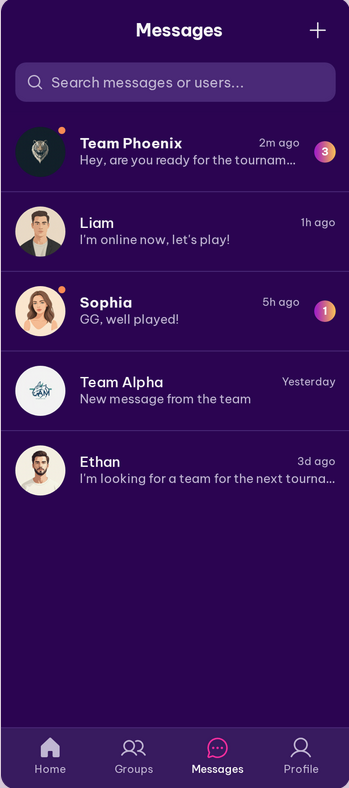 Messages
Search messages or users...
Team Phoenix 2m ago
Hey, are you ready for the tournam... 3
Liam 1h ago
I'm online now, let's play!
Sophia 5h ago
GG, well played! 1
Team Alpha Yesterday
New message from the team
Ethan 3d ago
I'm looking for a team for the next tourna...
Home Groups Messages Profile